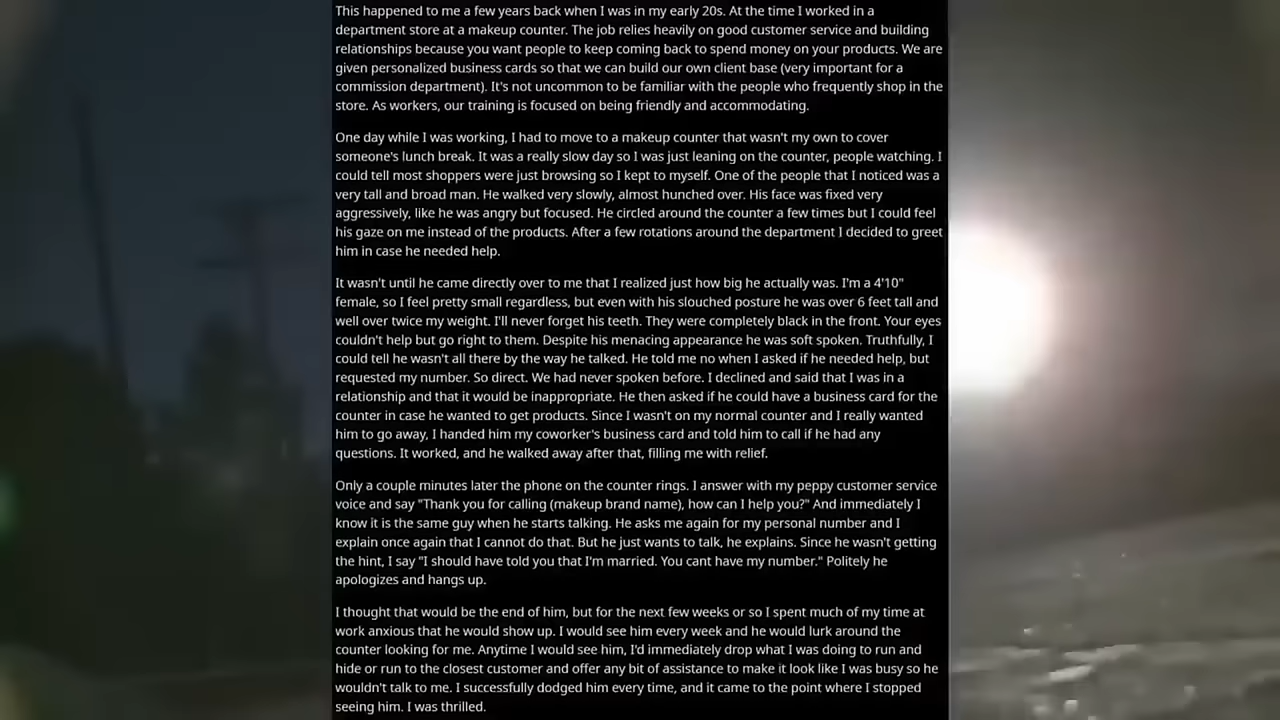 This happened to me a few years back when I was in my early 20s. At the time I worked in a
department store at a makeup counter. The job relies heavily on good customer service and building
relationships because you want people to keep coming back to spend money on your products. We are
given personalized business cards so that we can build our own client base (very important for a
commission department). It's not uncommon to be familiar with the people who frequently shop in the
store. As workers, our training is focused on being friendly and accommodating.
One day while I was working, I had to move to a makeup counter that wasn't my own to cover
someone's lunch break. It was a really slow day so I was just leaning on the counter, people watching. I
could tell most shoppers were just browsing so I kept to myself. One of the people that I noticed was a
very tall and broad man. He walked very slowly, almost hunched over. His face was fixed very
aggressively, like he was angry but focused. He circled around the counter a few times but I could feel
his gaze on me instead of the products. After a few rotations around the department I decided to greet
him in case he needed help.
It wasn't until he came directly over to me that I realized just how big he actually was. I'm a 4'10"
female, so I feel pretty small regardless, but even with his slouched posture he was over 6 feet tall and
well over twice my weight. I'll never forget his teeth. They were completely black in the front. Your eyes
couldn't help but go right to them. Despite his menacing appearance he was soft spoken. Truthfully, I
could tell he wasn't all there by the way he talked. He told me no when I asked if he needed help, but
requested my number. So direct. We had never spoken before. I declined and said that I was in a
relationship and that it would be inappropriate. He then asked if he could have a business card for the
counter in case he wanted to get products. Since I wasn't on my normal counter and I really wanted
him to go away, I handed him my coworker's business card and told him to call if he had any
questions. It worked, and he walked away after that, filling me with relief.
Only a couple minutes later the phone on the counter rings. I answer with my peppy customer service
voice and say "Thank you for calling (makeup brand name), how can I help you?" And immediately I
know it is the same guy when he starts talking. He asks me again for my personal number and I
explain once again that I cannot do that. But he just wants to talk, he explains. Since he wasn't getting
the hint, I say "I should have told you that I'm married. You cant have my number." Politely he
apologizes and hangs up.
I thought that would be the end of him, but for the next few weeks or so I spent much of my time at
work anxious that he would show up. I would see him every week and he would lurk around the
counter looking for me. Anytime I would see him, I'd immediately drop what I was doing to run and
hide or run to the closest customer and offer any bit of assistance to make it look like I was busy so he
wouldn't talk to me. I successfully dodged him every time, and it came to the point where I stopped
seeing him. I was thrilled.